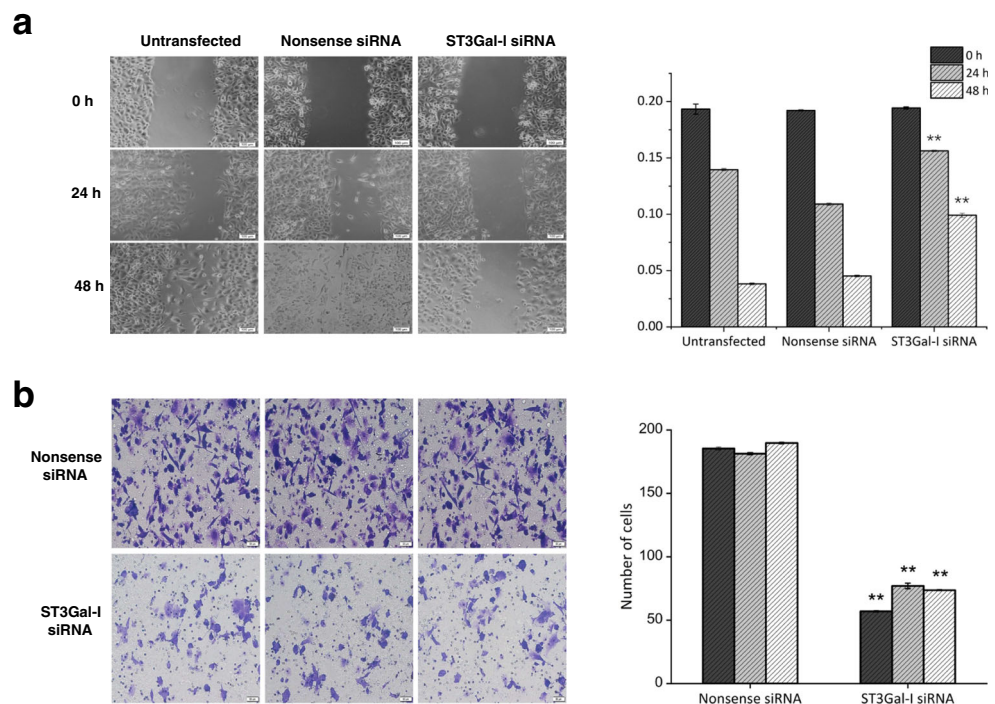 a
Untransfected Nonsense siRNA ST3Gal-I siRNA
0 h
24 h
48 h
0 h
24 h
48 h
0.20
0.15
0.10
0.05
0.00
**
**
Untransfected Nonsense siRNA ST3Gal-I siRNA
b
Nonsense
siRNA
ST3Gal-I
siRNA
Number of cells
200
150
100
50
0
** ** **
Nonsense siRNA ST3Gal-I siRNA